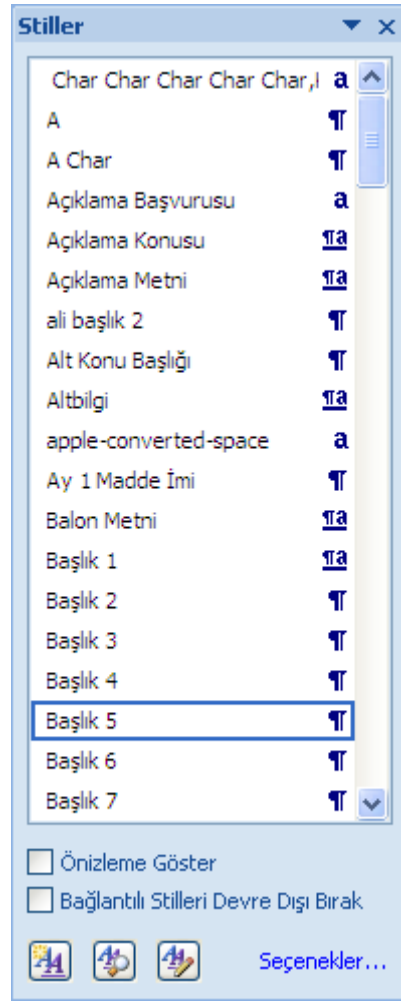 Stiller
Char Char Char Char Char,
A
A Char
Açıklama Başvurusu
Açıklama Konusu
Açıklama Metni
ali başlık 2
Alt Konu Başlığı
Altbilgi
apple-converted-space
Ay 1 Madde İmi
Balon Metni
Başlık 1
Başlık 2
Başlık 3
Başlık 4
Başlık 5
Başlık 6
Başlık 7
Önizleme Göster
Bağlantılı Stilleri Devre Dışı Bırak
Seçenekler...